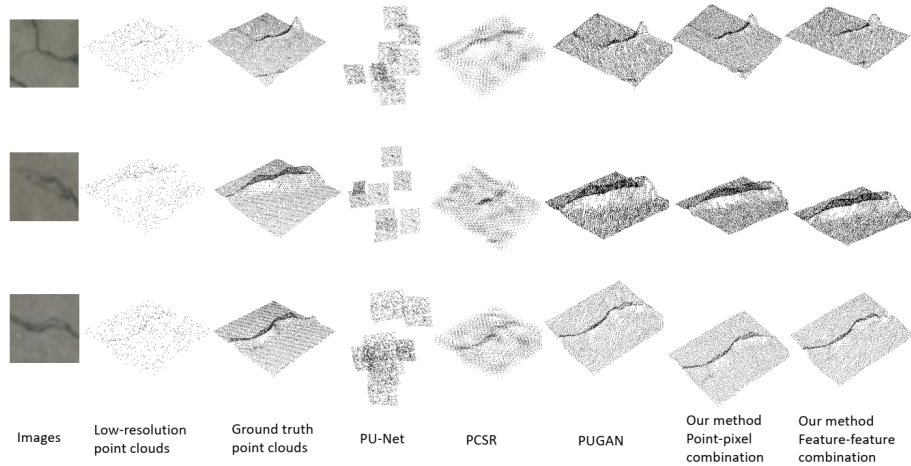 Images
Low-resolution
point clouds
Ground truth
point clouds
PU-Net
PCSR
PUGAN
Our method
Point-pixel
combination
Our method
Feature-feature
combination